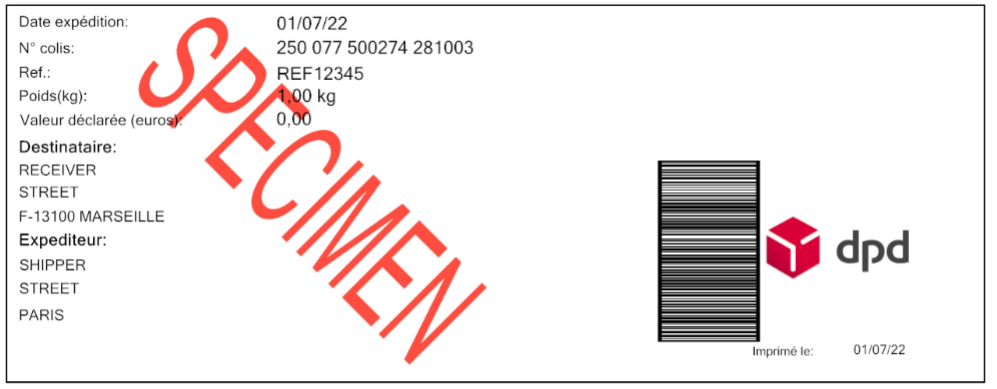 Date expédition: 01/07/22
N° colis: 250 077 500274 281003
Ref.: REF12345
Poids(kg): 1,00 kg
Valeur déclarée (euros): 0,00
Destinataire:
RECEIVER
STREET
F-13100 MARSEILLE
Expediteur:
SHIPPER
STREET
PARIS
SPECIMEN
dpd
Imprimé le: 01/07/22